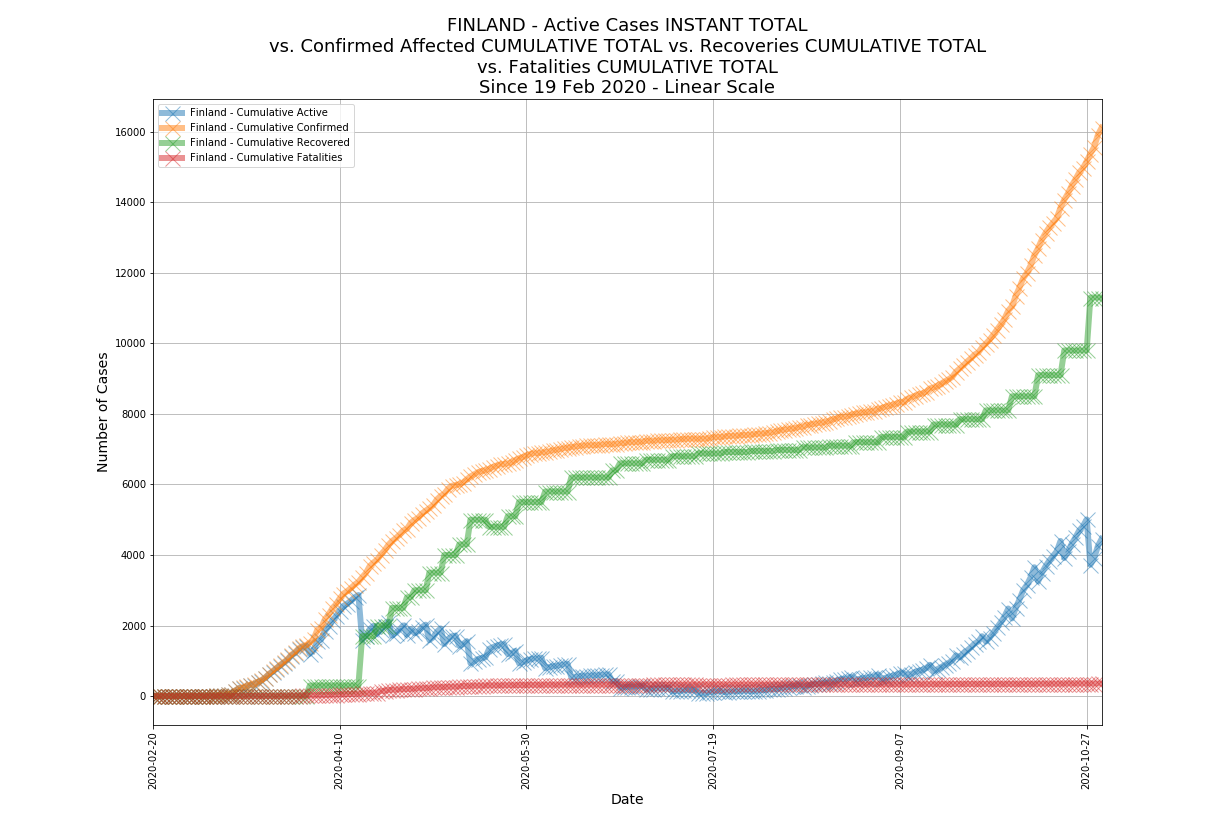 FINLAND - Active Cases INSTANT TOTAL
vs. Confirmed Affected CUMULATIVE TOTAL vs. Recoveries CUMULATIVE TOTAL
vs. Fatalities CUMULATIVE TOTAL
Since 19 Feb 2020 - Linear Scale
Finland - Cumulative Active
Finland - Cumulative Confirmed
Finland - Cumulative Recovered
Finland - Cumulative Fatalities
16000
14000
12000
10000
8000
6000
4000
2000
0
Number of Cases
2020-02-20
2020-04-10
2020-05-30
2020-07-19
2020-09-07
2020-10-27
Date